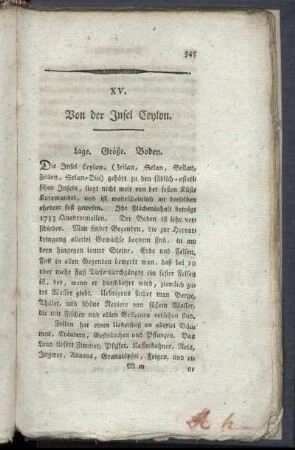 545
XV.
Von der Insel Ceylon.
Lage. Größe. Boden.
Die Insel Ceylon, (Zeilan, Selan, Seilan,
Zeilon, Selan-Diu) gehört zu den südlich-asiati-
schen Inseln, liegt nicht weit von der festen Küste
Koromandel, und ist wahrscheinlich an derselben
ehedem fest gewesen. Ihr Flächeninhalt beträgt
1733 Quadratmeilen. Der Boden ist sehr ver-
schieden. Man findet Gegenden, die zur Hervor-
bringung allerley Gewächse bequem sind, in an-
dern hingegen lauter Steine, Erde und Felsen.
Fast in allen Gegenden bemerkt man, daß bey 10
oder mehr Fuß Tiefe durchgängig ein fester Felsen
ist, der, wenn er durchbohrt wird, ziemlich gu-
tes Wasser giebt. Uebrigens findet man Berge,
Thäler, und schöne Reviere von süßem Wasser,
die mit Fischen und edlen Gesteinen versehen sind.
Zeilon hat einen Ueberfluß an allerley Bäu-
men, Kräutern, Gesträuchen und Pflanzen. Das
Land liefert Zimmet, Pfeffer, Kaffeebohnen, Reis,
Ingwer, Ananas, Granatäpfel, Feigen, und ei-
M m
ne